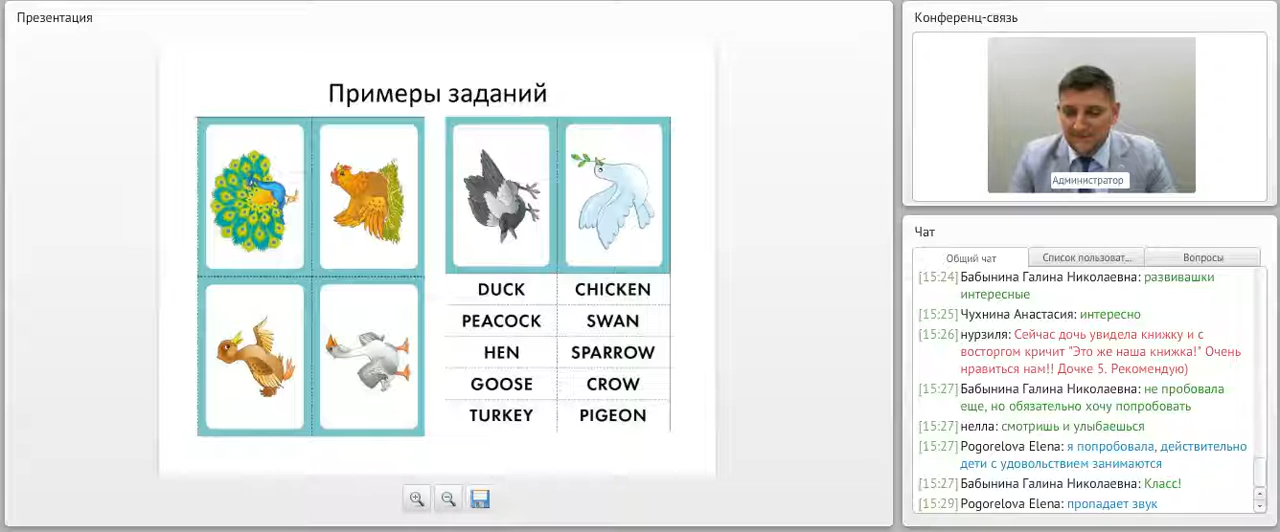 Презентация
Примеры заданий
DUCK CHICKEN
PEACOCK SWAN
HEN SPARROW
GOOSE CROW
TURKEY PIGEON
Конференц-связь
Администратор
Чат
Общий чат Список пользоват... Вопросы
[15:24] Бабынина Галина Николаевна: развивашки
интересные
[15:25] Чухнина Анастасия: интересно
[15:26] нурзиля: Сейчас дочь увидела книжку и с
восторгом кричит "Это же наша книжка!" Очень
нравиться нам!! Дочке 5. Рекомендую)
[15:27] Бабынина Галина Николаевна: не пробовала
еще, но обязательно хочу попробовать
[15:27] нелла: смотришь и улыбаешься
[15:27] Pogorelova Elena: я попробовала, действительно
дети с удовольствием занимаются
[15:27] Бабынина Галина Николаевна: Класс!
[15:29] Pogorelova Elena: пропадает звук